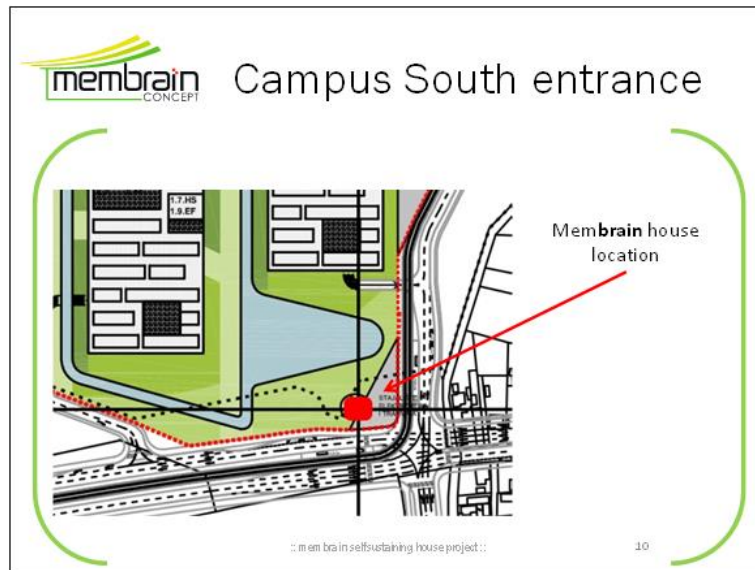 membrain
CONCEPT
Campus South entrance
1.7.HS
1.9.EF
Membrain house
location
:: membrain selfsustaining house project ::
10